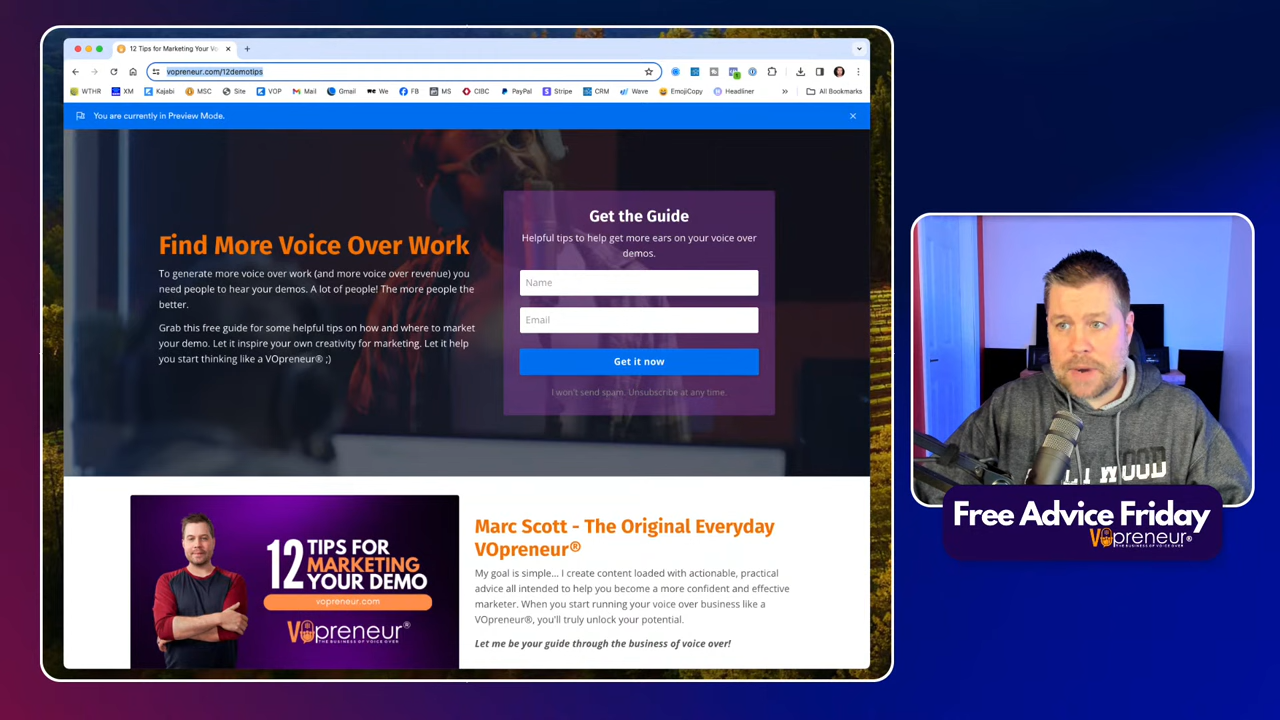 12 Tips for Marketing Your Vo
vopreneur.com/12demotips
WTHR XM Kajabi MSC Site VOP Mail Gmail We FB MS CIBC PayPal Stripe CRM Wave EmojiCopy Headliner » All Bookmarks
You are currently in Preview Mode.
Find More Voice Over Work
To generate more voice over work (and more voice over revenue) you
need people to hear your demos. A lot of people! The more people the
better.
Grab this free guide for some helpful tips on how and where to market
your demo. Let it inspire your own creativity for marketing. Let it help
you start thinking like a VOpreneur® ;)
Get the Guide
Helpful tips to help get more ears on your voice over
demos.
Name
Email
Get it now
I won't send spam. Unsubscribe at any time.
12 TIPS FOR
MARKETING
YOUR DEMO
vopreneur.com
VOpreneur®
THE BUSINESS OF VOICE OVER
Marc Scott - The Original Everyday
VOpreneur®
My goal is simple... I create content loaded with actionable, practical
advice all intended to help you become a more confident and effective
marketer. When you start running your voice over business like a
VOpreneur®, you'll truly unlock your potential.
Let me be your guide through the business of voice over!
Free Advice Friday
VOpreneur®
THE BUSINESS OF VOICE OVER